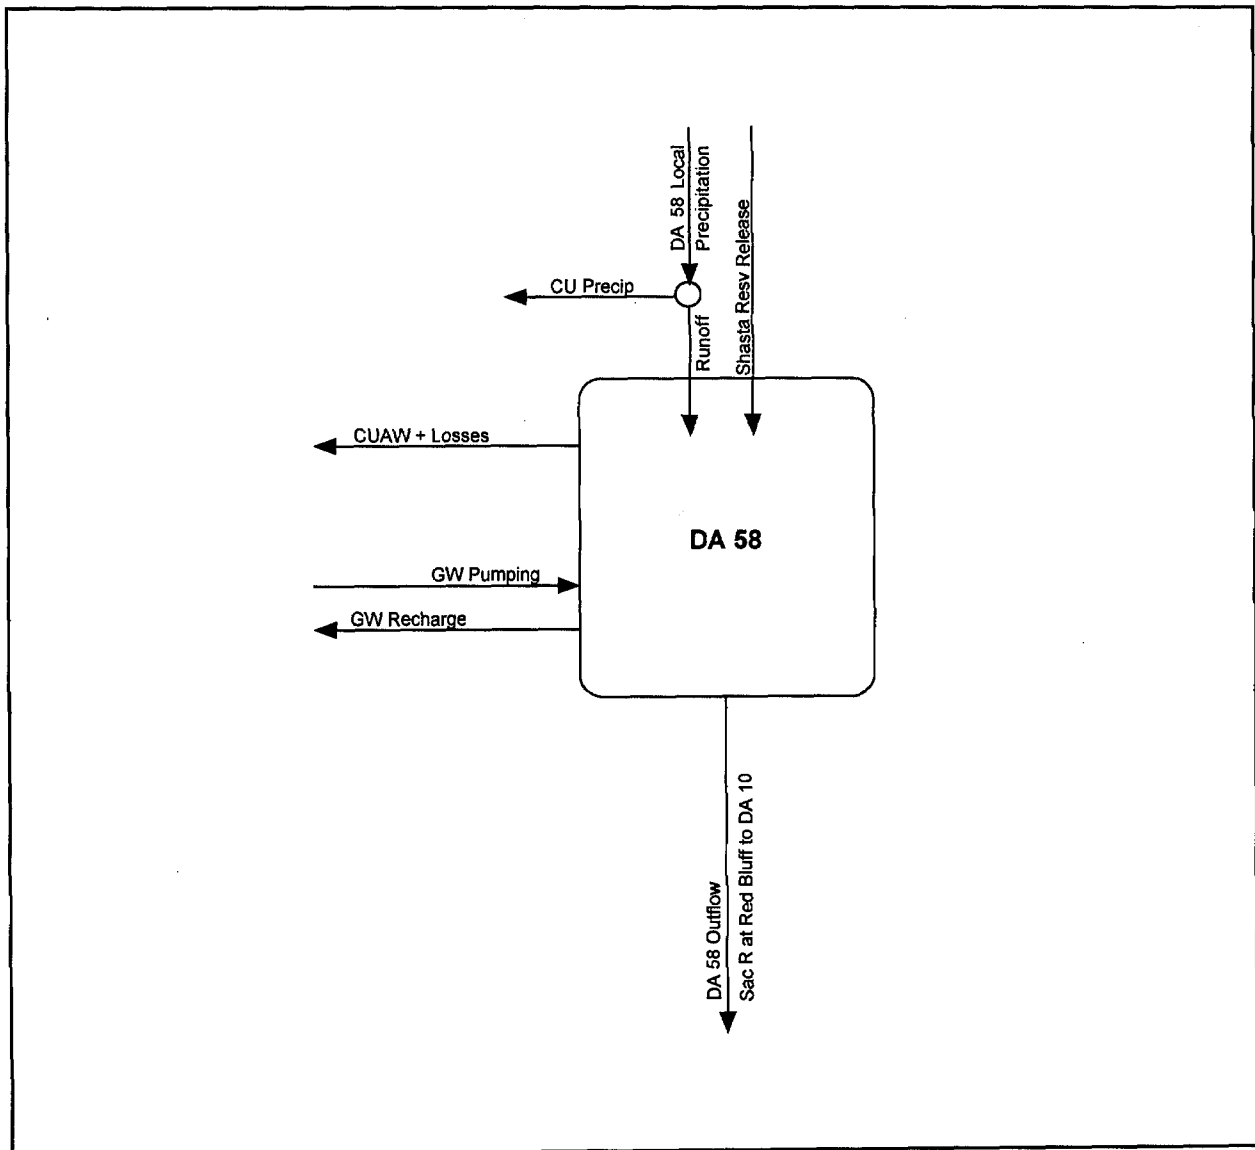 DA 58 Local
Precipitation
Shasta Resv Release
CU Precip
Runoff
CUAW + Losses
DA 58
GW Pumping
GW Recharge
DA 58 Outflow
Sac R at Red Bluff to DA 10